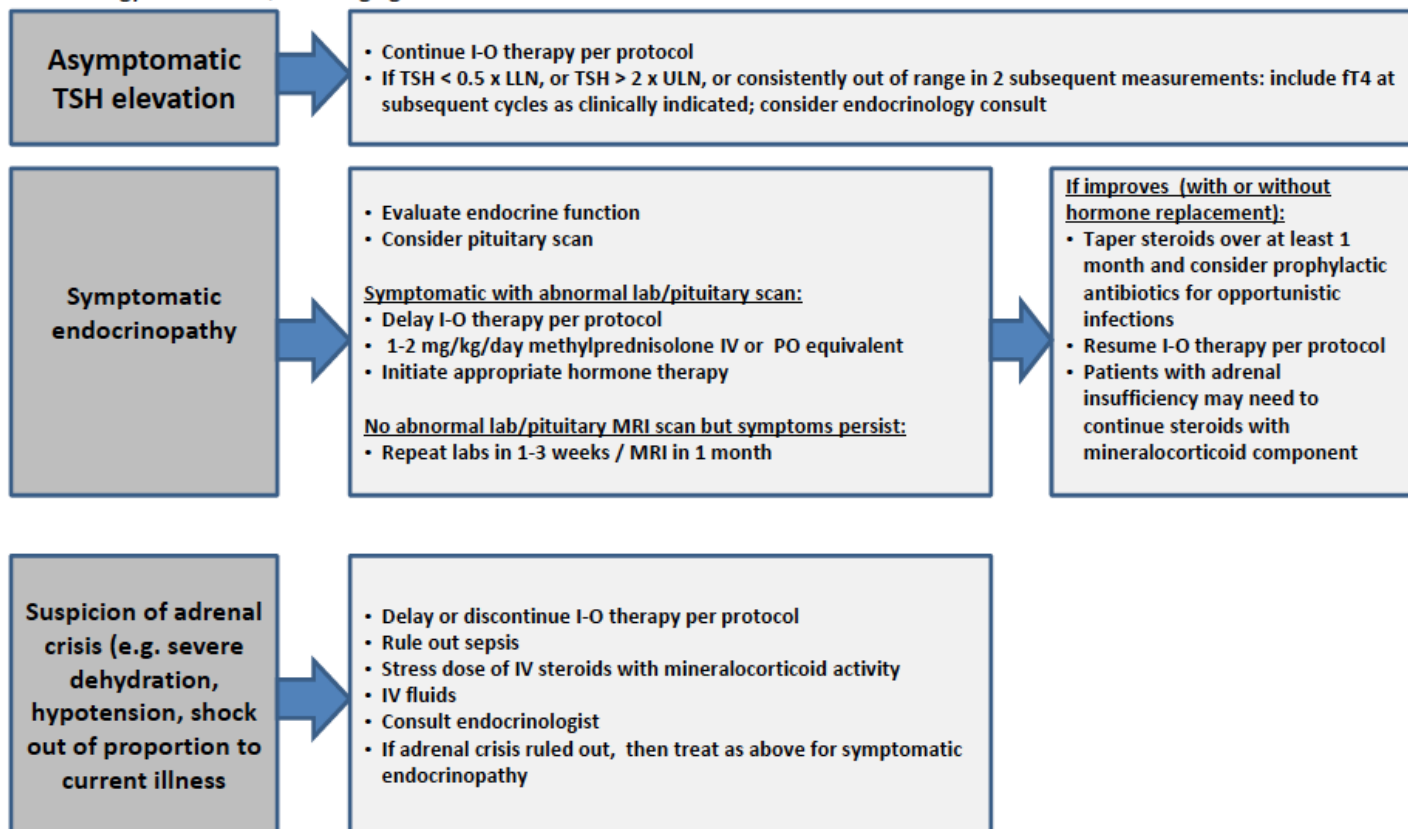 Asymptomatic
TSH elevation
• Continue I-O therapy per protocol
• If TSH < 0.5 x LLN, or TSH > 2 x ULN, or consistently out of range in 2 subsequent measurements: include fT4 at
subsequent cycles as clinically indicated; consider endocrinology consult
Symptomatic
endocrinopathy
• Evaluate endocrine function
• Consider pituitary scan
Symptomatic with abnormal lab/pituitary scan:
• Delay I-O therapy per protocol
• 1-2 mg/kg/day methylprednisolone IV or PO equivalent
• Initiate appropriate hormone therapy
No abnormal lab/pituitary MRI scan but symptoms persist:
• Repeat labs in 1-3 weeks / MRI in 1 month
If improves (with or without
hormone replacement):
• Taper steroids over at least 1
month and consider prophylactic
antibiotics for opportunistic
infections
• Resume I-O therapy per protocol
• Patients with adrenal
insufficiency may need to
continue steroids with
mineralocorticoid component
Suspicion of adrenal
crisis (e.g. severe
dehydration,
hypotension, shock
out of proportion to
current illness
• Delay or discontinue I-O therapy per protocol
• Rule out sepsis
• Stress dose of IV steroids with mineralocorticoid activity
• IV fluids
• Consult endocrinologist
• If adrenal crisis ruled out, then treat as above for symptomatic
endocrinopathy